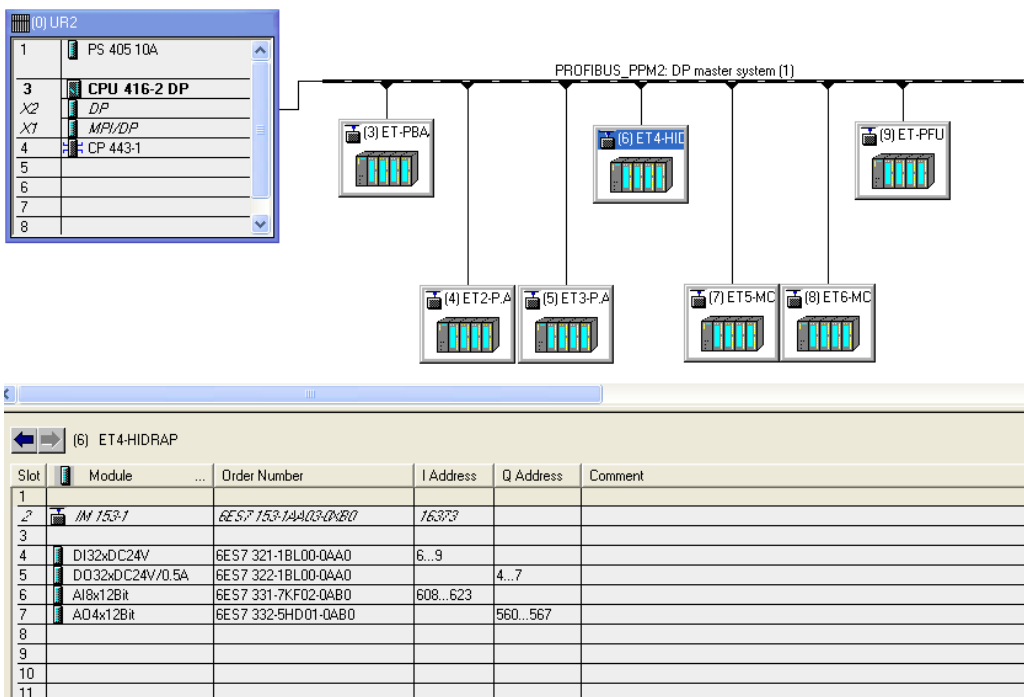 (0) UR2
1 PS 405 10A
3 CPU 416-2 DP
X2 DP
X1 MPI/DP
4 CP 443-1
5
6
7
8
PROFIBUS_PPM2: DP master system (1)
(3) ET-PBA
(6) ET4-HID
(9) ET-PFU
(4) ET2-P.A
(5) ET3-P.A
(7) ET5-MC
(8) ET6-MC
(6) ET4-HIDRAP
Slot Module ... Order Number I Address Q Address Comment
1
2 IM 153-1 6ES7 153-1AA03-0XB0 16373
3
4 DI32xDC24V 6ES7 321-1BL00-0AA0 6...9
5 DO32xDC24V/0.5A 6ES7 322-1BL00-0AA0 4...7
6 AI8x12Bit 6ES7 331-7KF02-0AB0 608...623
7 AO4x12Bit 6ES7 332-5HD01-0AB0 560...567
8
9
10
11